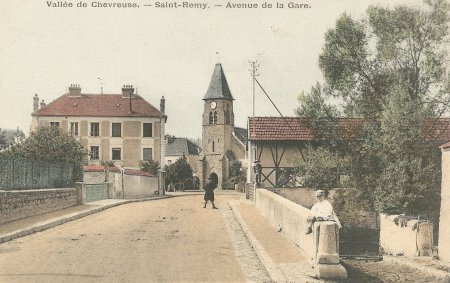 Vallée de Chevreuse. — Saint-Remy. — Avenue de la Gare.